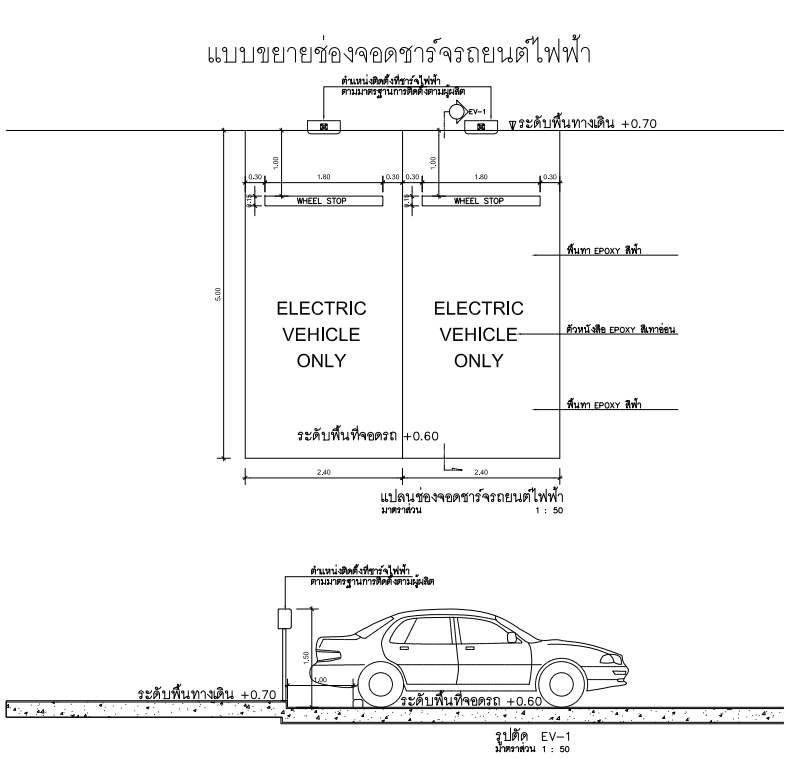 แบบขยายช่องจอดชาร์จรถยนต์ไฟฟ้า
ตำแหน่งติดตั้งที่ชาร์จไฟฟ้า
ตามมาตรฐานการติดตั้งตามผู้ผลิต
EV-1
ระดับพื้นทางเดิน +0.70
1.00
1.00
0.30 1.80 0.30 0.30 1.80 0.30
0.15 WHEEL STOP 0.15 WHEEL STOP
พื้นทา EPOXY สีฟ้า
5.00
ELECTRIC
VEHICLE
ONLY
ELECTRIC
VEHICLE
ONLY
ตัวหนังสือ EPOXY สีเทาอ่อน
พื้นทา EPOXY สีฟ้า
ระดับพื้นที่จอดรถ +0.60
2.40 2.40
แปลนช่องจอดชาร์จรถยนต์ไฟฟ้า
มาตราส่วน 1 : 50
ตำแหน่งติดตั้งที่ชาร์จไฟฟ้า
ตามมาตรฐานการติดตั้งตามผู้ผลิต
1.50
1.00
ระดับพื้นทางเดิน +0.70
ระดับพื้นที่จอดรถ +0.60
รูปตัด EV-1
มาตราส่วน 1 : 50